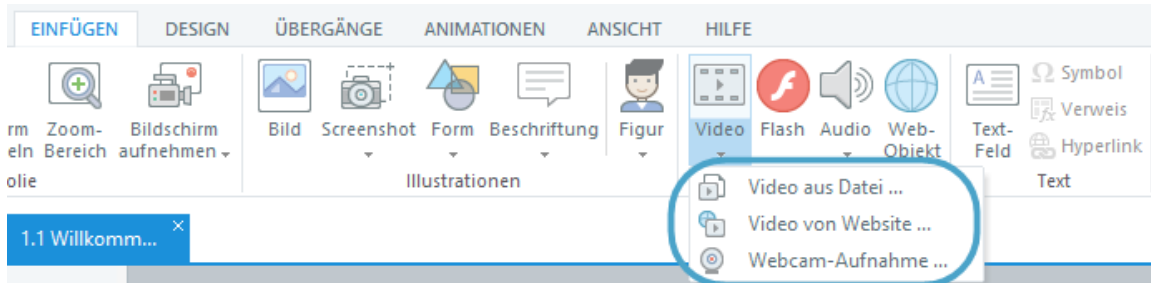 EINFÜGEN DESIGN ÜBERGÄNGE ANIMATIONEN ANSICHT HILFE
rm Zoom- Bildschirm Bild Screenshot Form Beschriftung Figur Video Flash Audio Web- Text- Symbol
eln Bereich aufnehmen Objekt Feld Verweis
Hyperlink
olie Illustrationen Text
Video aus Datei ...
Video von Website ...
Webcam-Aufnahme ...
1.1 Willkomm...